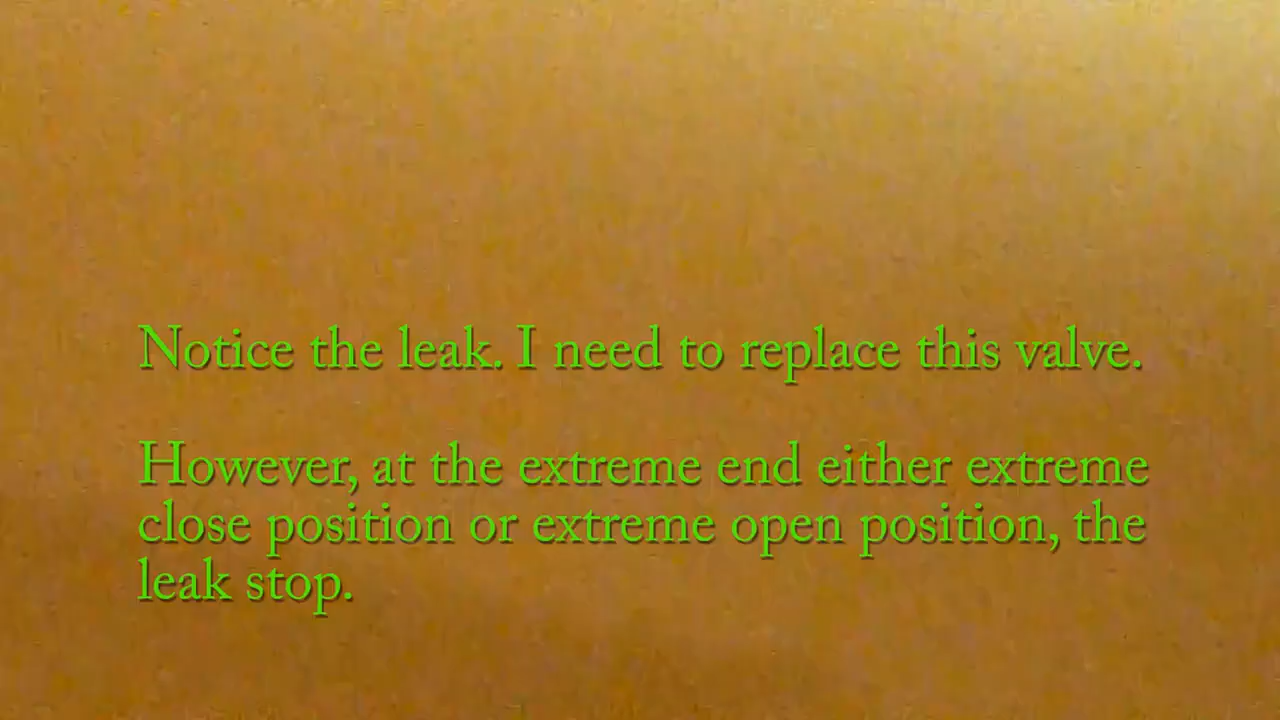 Notice the leak. I need to replace this valve.
However, at the extreme end either extreme
close position or extreme open position, the
leak stop.